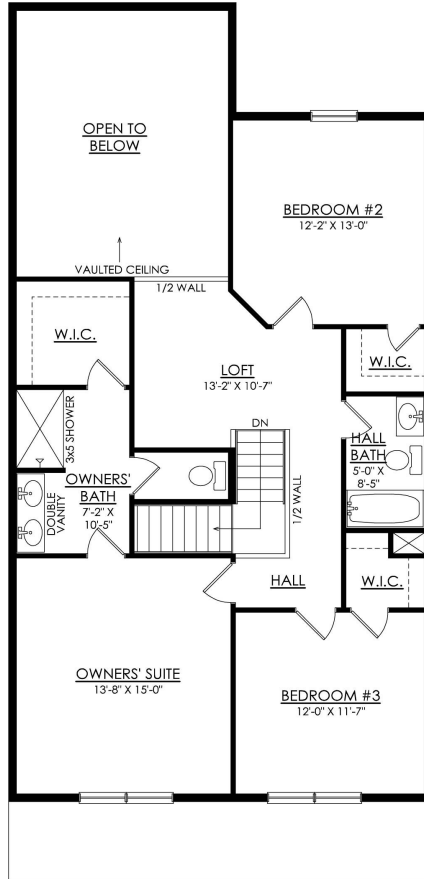 OPEN TO
BELOW
BEDROOM #2
12'-2" X 13'-0"
VAULTED CEILING
1/2 WALL
W.I.C.
W.I.C.
LOFT
13'-2" X 10'-7"
3x5 SHOWER
DN
HALL
BATH
5'-0" X
8'-5"
OWNERS'
BATH
7'-2" X
10'-5"
DOUBLE
VANITY
1/2 WALL
HALL
W.I.C.
OWNERS' SUITE
13'-8" X 15'-0"
BEDROOM #3
12'-0" X 11'-7"